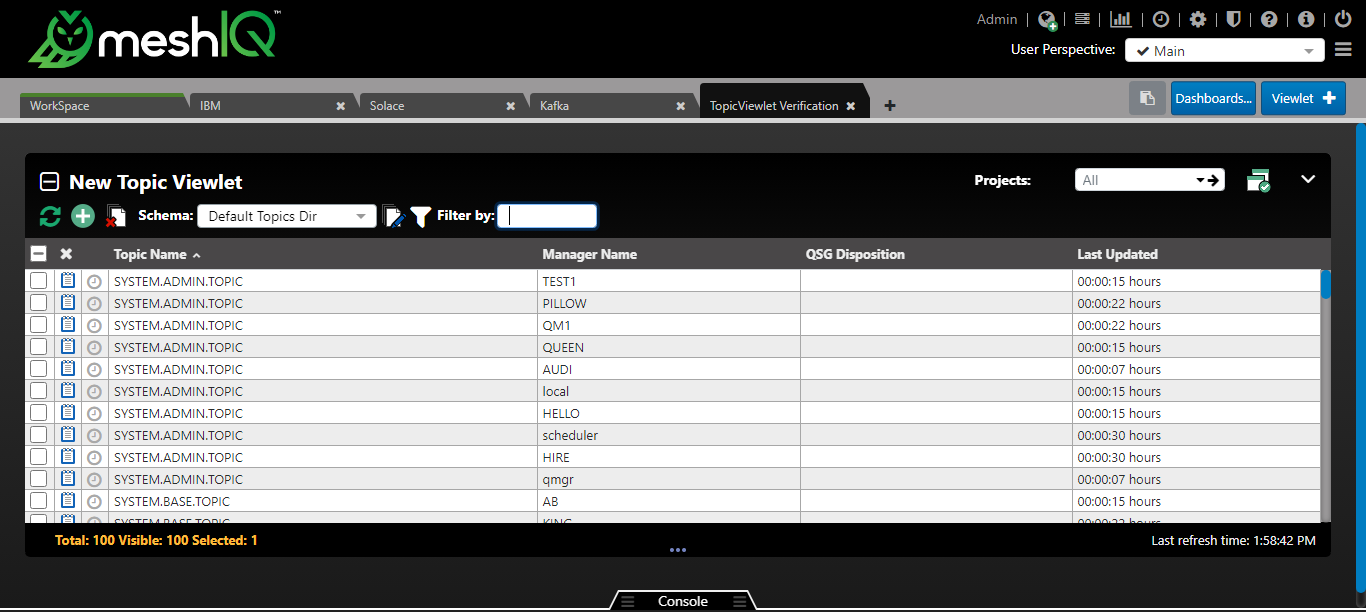 meshIQ™
Admin
User Perspective: Main
WorkSpace IBM Solace Kafka TopicViewlet Verification Dashboards... Viewlet
New Topic Viewlet Projects: All
Schema: Default Topics Dir Filter by:
Topic Name Manager Name QSG Disposition Last Updated
SYSTEM.ADMIN.TOPIC TEST1 00:00:15 hours
SYSTEM.ADMIN.TOPIC PILLOW 00:00:22 hours
SYSTEM.ADMIN.TOPIC QM1 00:00:22 hours
SYSTEM.ADMIN.TOPIC QUEEN 00:00:15 hours
SYSTEM.ADMIN.TOPIC AUDI 00:00:07 hours
SYSTEM.ADMIN.TOPIC local 00:00:15 hours
SYSTEM.ADMIN.TOPIC HELLO 00:00:15 hours
SYSTEM.ADMIN.TOPIC scheduler 00:00:30 hours
SYSTEM.ADMIN.TOPIC HIRE 00:00:30 hours
SYSTEM.ADMIN.TOPIC qmgr 00:00:07 hours
SYSTEM.BASE.TOPIC AB 00:00:15 hours
SYSTEM.BASE.TOPIC KING hours
Total: 100 Visible: 100 Selected: 1 Last refresh time: 1:58:42 PM
Console